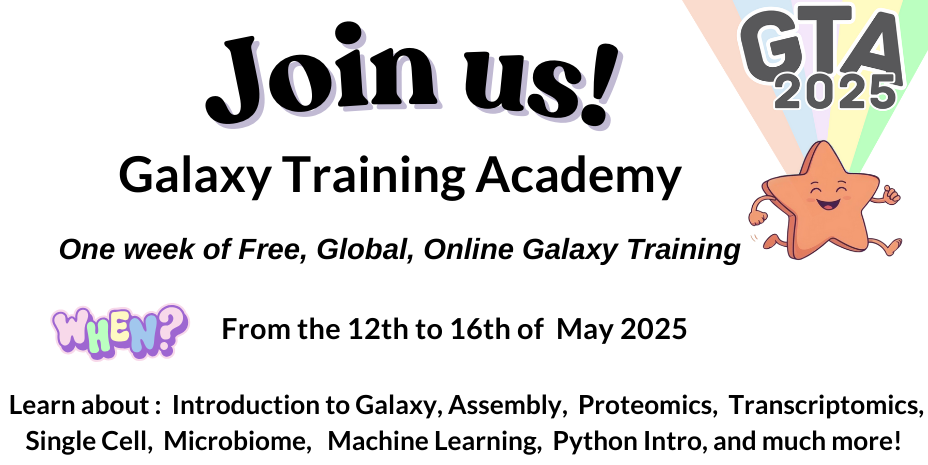 Join us!
GTA
2025
Galaxy Training Academy
One week of Free, Global, Online Galaxy Training
WHEN?
From the 12th to 16th of May 2025
Learn about : Introduction to Galaxy, Assembly, Proteomics, Transcriptomics,
Single Cell, Microbiome, Machine Learning, Python Intro, and much more!